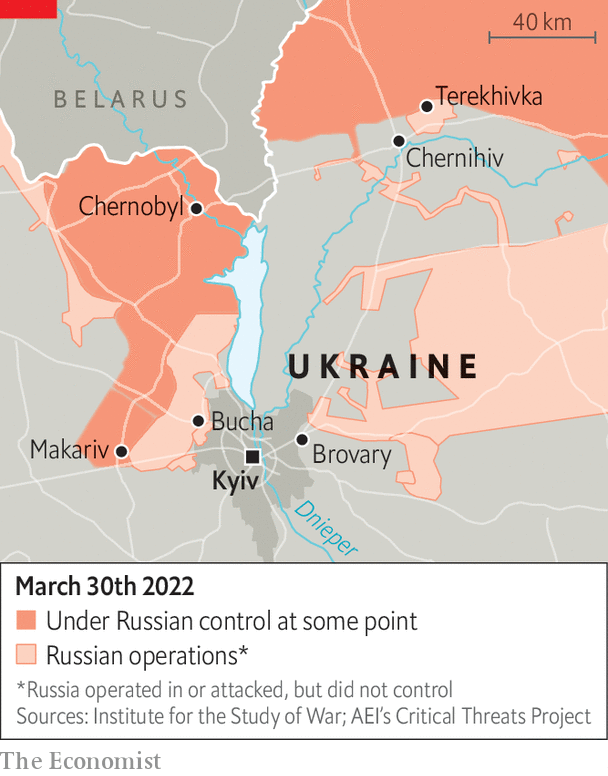 40 km
BELARUS
Terekhivka
Chernihiv
Chernobyl
UKRAINE
Bucha
Makariv
Brovary
Kyiv
Dnieper
March 30th 2022
Under Russian control at some point
Russian operations*
*Russia operated in or attacked, but did not control
Sources: Institute for the Study of War; AEI’s Critical Threats Project
The Economist